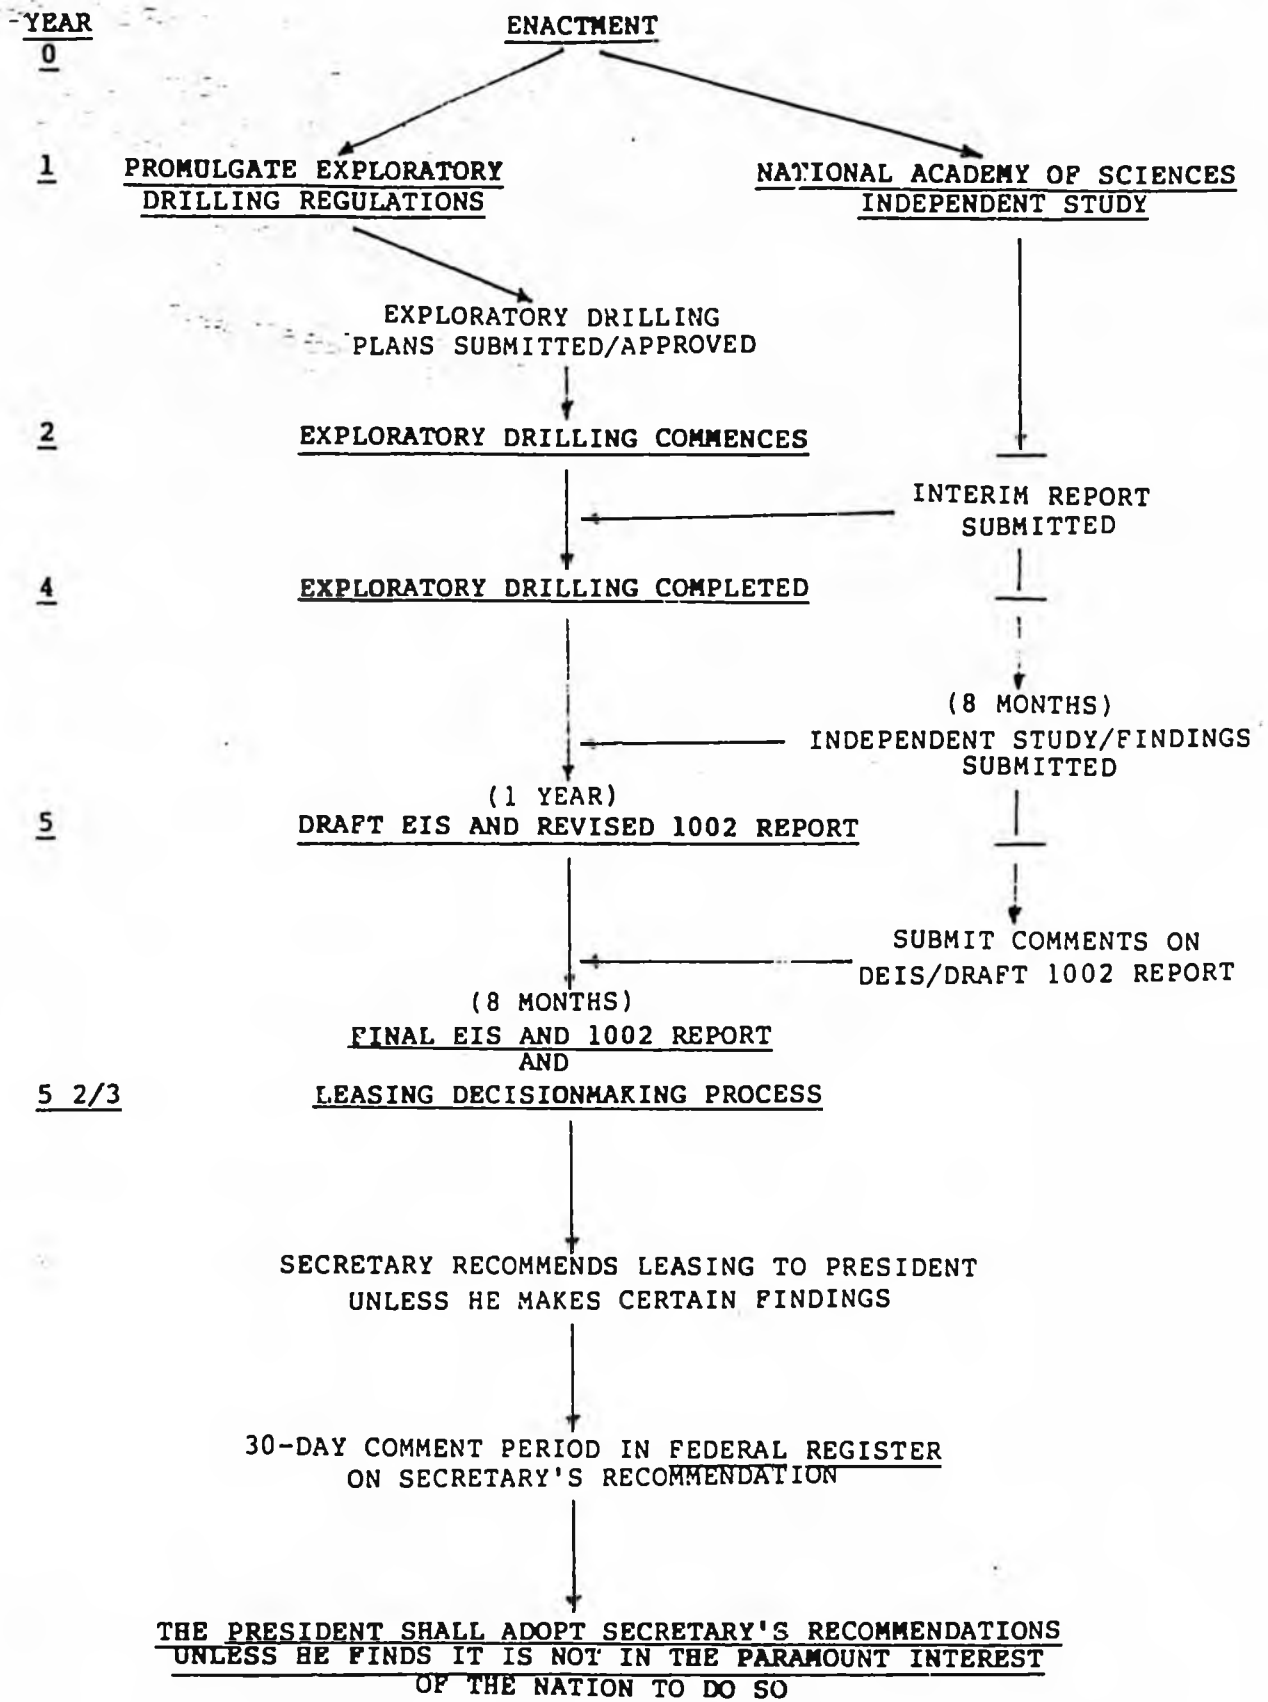 YEAR
ENACTMENT
0
1
PROMULGATE EXPLORATORY
DRILLING REGULATIONS
NATIONAL ACADEMY OF SCIENCES
INDEPENDENT STUDY
EXPLORATORY DRILLING
PLANS SUBMITTED/APPROVED
2
EXPLORATORY DRILLING COMMENCES
INTERIM REPORT
SUBMITTED
4
EXPLORATORY DRILLING COMPLETED
(8 MONTHS)
INDEPENDENT STUDY/FINDINGS
SUBMITTED
(1 YEAR)
5
DRAFT EIS AND REVISED 1002 REPORT
SUBMIT COMMENTS ON
DEIS/DRAFT 1002 REPORT
(8 MONTHS)
FINAL EIS AND 1002 REPORT
AND
5 2/3
LEASING DECISIONMAKING PROCESS
SECRETARY RECOMMENDS LEASING TO PRESIDENT
UNLESS HE MAKES CERTAIN FINDINGS
30-DAY COMMENT PERIOD IN FEDERAL REGISTER
ON SECRETARY'S RECOMMENDATION
THE PRESIDENT SHALL ADOPT SECRETARY'S RECOMMENDATIONS
UNLESS HE FINDS IT IS NOT IN THE PARAMOUNT INTEREST
OF THE NATION TO DO SO